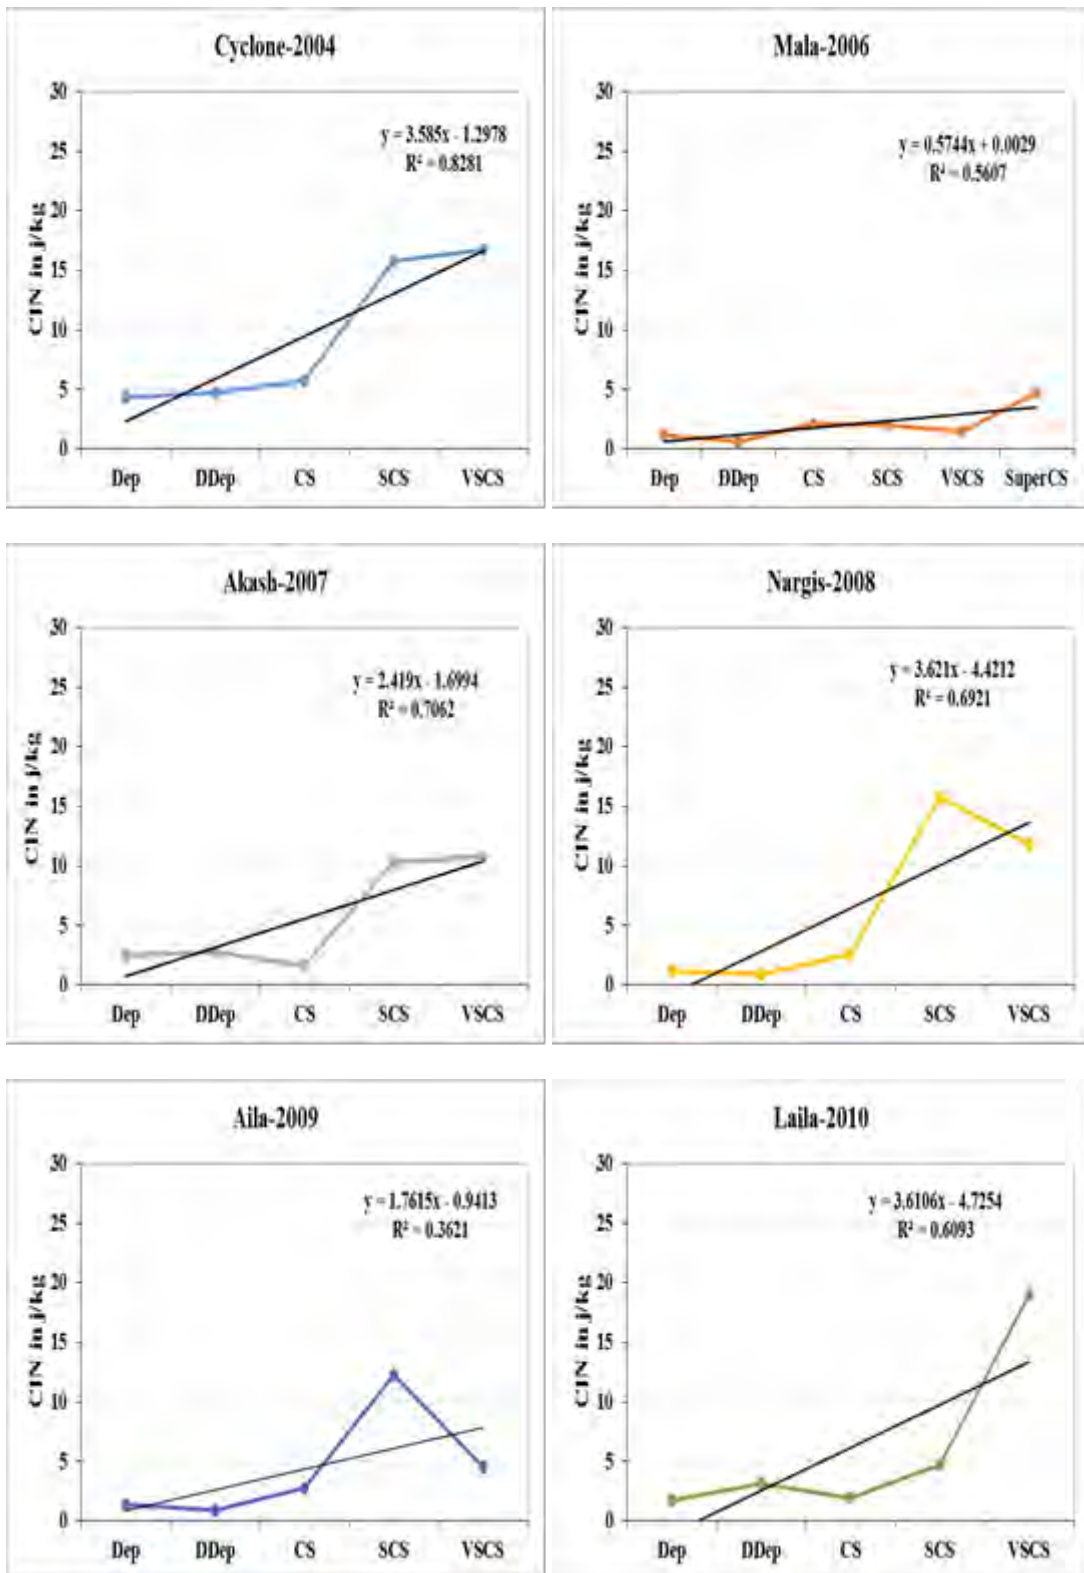 Cyclone-2004
30
25
20
15
10
5
0
CIN in j/kg
y = 3.585x - 1.2978
R² = 0.8281
Dep DDep CS SCS VSCS
Mala-2006
30
25
20
15
10
5
0
CIN in j/kg
y = 0.5744x + 0.0029
R² = 0.5607
Dep DDep CS SCS VSCS SuperCS
Akash-2007
30
25
20
15
10
5
0
CIN in j/kg
y = 2.419x - 1.6994
R² = 0.7062
Dep DDep CS SCS VSCS
Nargis-2008
30
25
20
15
10
5
0
CIN in j/kg
y = 3.621x - 4.4212
R² = 0.6921
Dep DDep CS SCS VSCS
Aila-2009
30
25
20
15
10
5
0
CIN in j/kg
y = 1.7615x - 0.9413
R² = 0.3621
Dep DDep CS SCS VSCS
Laila-2010
30
25
20
15
10
5
0
CIN in j/kg
y = 3.6106x - 4.7254
R² = 0.6093
Dep DDep CS SCS VSCS